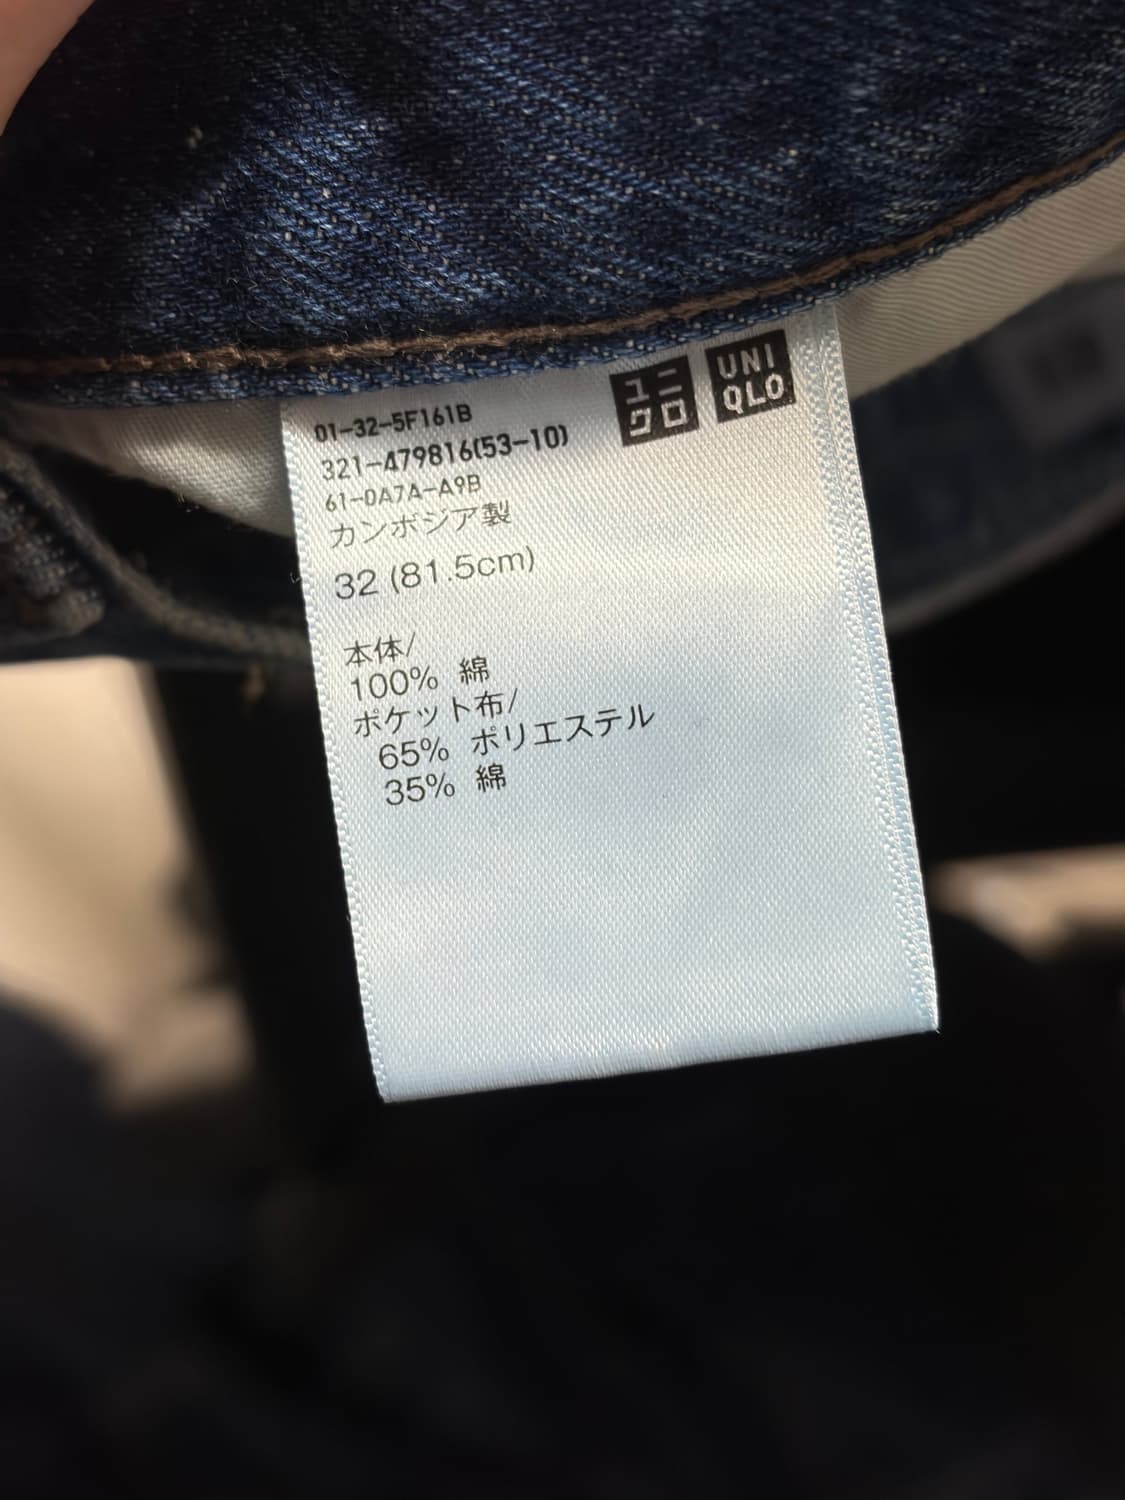 ユニ
クロ
UNI
QLO
01-32-5F161B
321-479816(53-10)
61-0A7A-A9B
カンボジア製
32 (81.5cm)
本体/
100% 綿
ポケット布/
65% ポリエステル
35% 綿